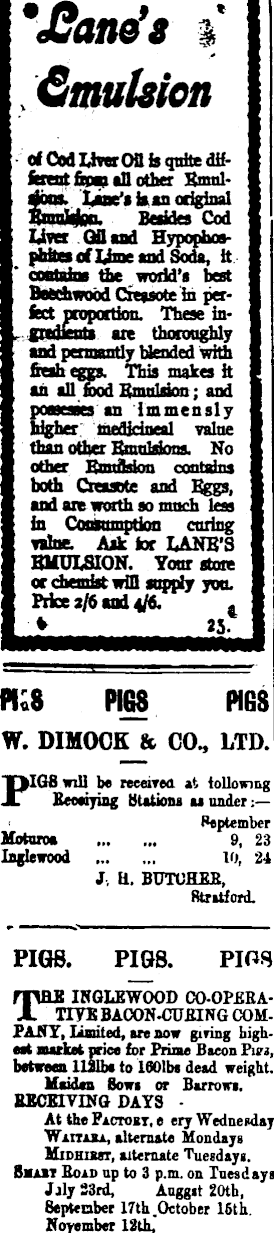 Lane's
Emulsion
of Cod Liver Oil is quite dif-
ferent from all other Emul-
sions. Lane's is an original
Emulsion. Besides Cod
Liver Oil and Hypophos-
phites of Lime and Soda, it
contains the world's best
Beechwood Creasote in per-
fect proportion. These in-
gredients are thoroughly
and permantly blended with
fresh eggs. This makes it
an all food Emulsion; and
possesses an immensly
higher medicineal value
than other Emulsions. No
other Emulsion contains
both Creasote and Eggs,
and are worth so much less
in Consumption curing
value. Ask for LANE'S
EMULSION. Your store
or chemist will supply you.
Price 2/6 and 4/6.
23.
PIGS PIGS PIGS
W. DIMOCK & CO., LTD.
PIGS will be received at following
Receiying Stations as under:—
September
Moturoa ... ... 9, 23
Inglewood ... ... 10, 24
J. H. BUTCHER,
Stratford.
PIGS. PIGS. PIGS
THE INGLEWOOD CO-OPERA-
TIVE BACON-CURING COM-
PANY, Limited, are now giving high-
est market price for Prime Bacon Pigs,
between 112lbs to 160lbs dead weight.
Maiden Sows or Barrows.
RECEIVING DAYS -
At the FACTORY, e ery Wednesday
WAITARA, alternate Mondays
MIDHIRST, alternate Tuesdays.
SMART ROAD up to 3 p.m. on Tuesdays
July 23rd, Auggst 20th,
September 17th October 15th.
November 12th,